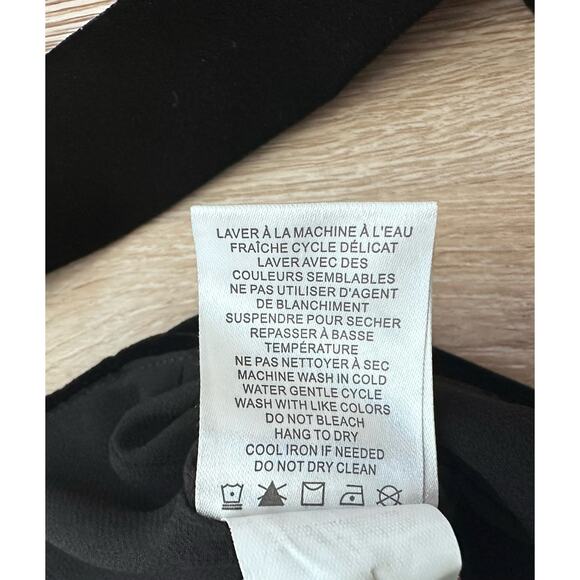 LAVER À LA MACHINE À L'EAU
FRAÎCHE CYCLE DÉLICAT
LAVER AVEC DES
COULEURS SEMBLABLES
NE PAS UTILISER D'AGENT
DE BLANCHIMENT
SUSPENDRE POUR SECHER
REPASSER À BASSE
TEMPÉRATURE
NE PAS NETTOYER À SEC
MACHINE WASH IN COLD
WATER GENTLE CYCLE
WASH WITH LIKE COLORS
DO NOT BLEACH
HANG TO DRY
COOL IRON IF NEEDED
DO NOT DRY CLEAN